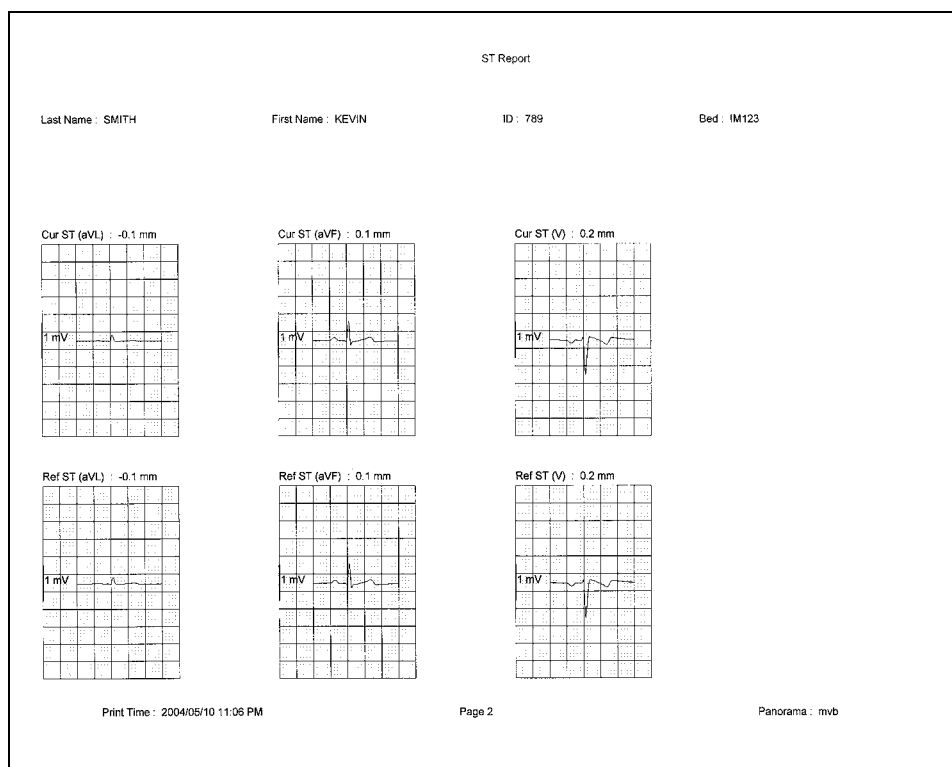 ST Report
Last Name : SMITH First Name : KEVIN ID : 789 Bed : IM123
Cur ST (aVL) : -0.1 mm Cur ST (aVF) : 0.1 mm Cur ST (V) : 0.2 mm
1 mV 1 mV 1 mV
Ref ST (aVL) : -0.1 mm Ref ST (aVF) : 0.1 mm Ref ST (V) : 0.2 mm
1 mV 1 mV 1 mV
Print Time : 2004/05/10 11:06 PM Page 2 Panorama : mvb